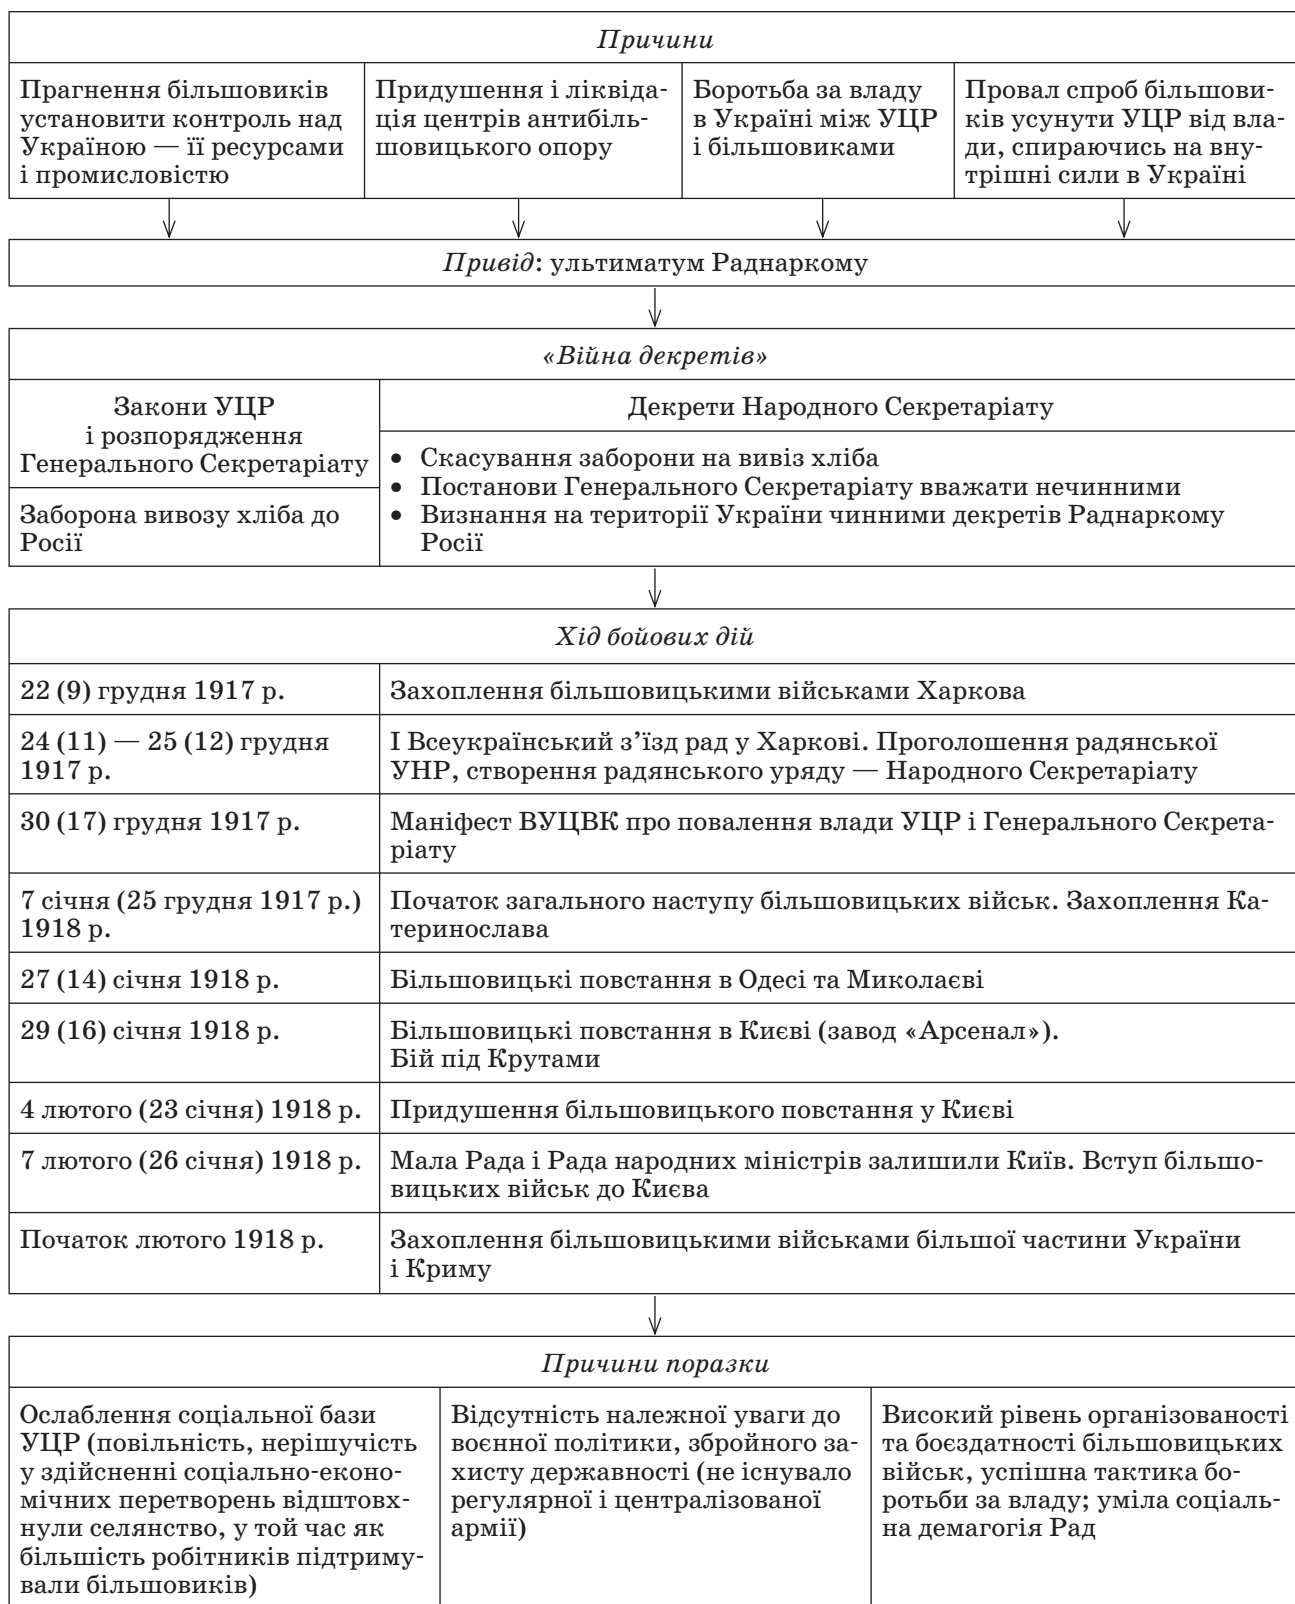 Причини
Прагнення більшовиків
установити контроль над
Україною — її ресурсами
і промисловістю
Придушення і ліквіда-
ція центрів антибіль-
шовицького опору
Боротьба за владу
в Україні між УЦР
і більшовиками
Провал спроб більшови-
ків усунути УЦР від вла-
ди, спираючись на вну-
трішні сили в Україні
Привід: ультиматум Раднаркому
«Війна декретів»
Закони УЦР
і розпорядження
Генерального Секретаріату
Заборона вивозу хліба до
Росії
Декрети Народного Секретаріату
• Скасування заборони на вивіз хліба
• Постанови Генерального Секретаріату вважати нечинними
• Визнання на території України чинними декретів Раднаркому
Росії
Хід бойових дій
22 (9) грудня 1917 р.
Захоплення більшовицькими військами Харкова
24 (11) — 25 (12) грудня
1917 р.
І Всеукраїнський з’їзд рад у Харкові. Проголошення радянської
УНР, створення радянського уряду — Народного Секретаріату
30 (17) грудня 1917 р.
Маніфест ВУЦВК про повалення влади УЦР і Генерального Секрета-
ріату
7 січня (25 грудня 1917 р.)
1918 р.
Початок загального наступу більшовицьких військ. Захоплення Ка-
теринослава
27 (14) січня 1918 р.
Більшовицькі повстання в Одесі та Миколаєві
29 (16) січня 1918 р.
Більшовицькі повстання в Києві (завод «Арсенал»).
Бій під Крутами
4 лютого (23 січня) 1918 р.
Придушення більшовицького повстання у Києві
7 лютого (26 січня) 1918 р.
Мала Рада і Рада народних міністрів залишили Київ. Вступ більшо-
вицьких військ до Києва
Початок лютого 1918 р.
Захоплення більшовицькими військами більшої частини України
і Криму
Причини поразки
Ослаблення соціальної бази
УЦР (повільність, нерішучість
у здійсненні соціально-еконо-
мічних перетворень відштовх-
нули селянство, у той час як
більшість робітників підтриму-
вали більшовиків)
Відсутність належної уваги до
воєнної політики, збройного за-
хисту державності (не існувало
регулярної і централізованої
армії)
Високий рівень організованості
та боєздатності більшовицьких
військ, успішна тактика бо-
ротьби за владу; уміла соціаль-
на демагогія Рад